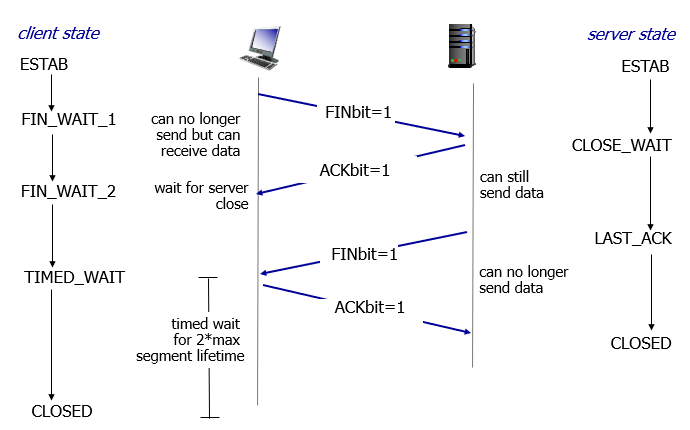 client state
server state
ESTAB
ESTAB
FIN_WAIT_1
can no longer
send but can
receive data
FINbit=1
CLOSE_WAIT
ACKbit=1
can still
send data
FIN_WAIT_2
wait for server
close
LAST_ACK
FINbit=1
can no longer
send data
TIMED_WAIT
ACKbit=1
timed wait
for 2*max
segment lifetime
CLOSED
CLOSED